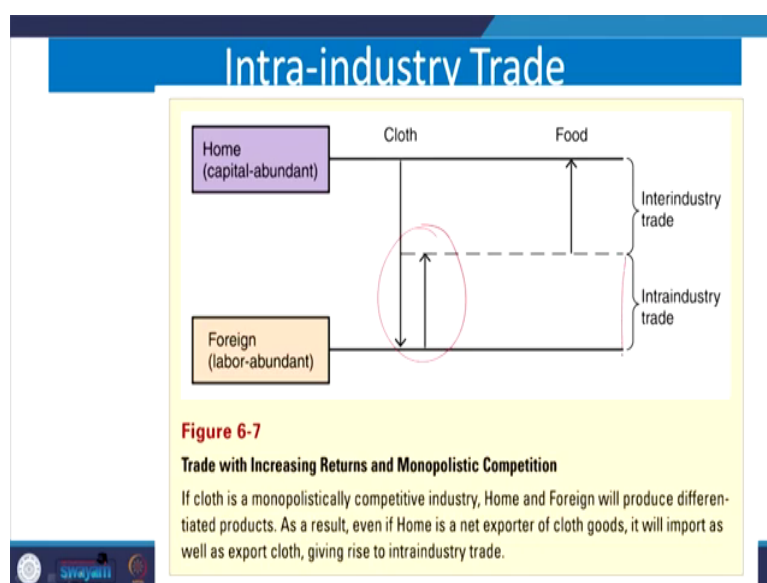 Intra-industry Trade
Cloth
Food
Home
(capital-abundant)
Interindustry
trade
Intraindustry
trade
Foreign
(labor-abundant)
Figure 6-7
Trade with Increasing Returns and Monopolistic Competition
If cloth is a monopolistically competitive industry, Home and Foreign will produce differen-
tiated products. As a result, even if Home is a net exporter of cloth goods, it will import as
well as export cloth, giving rise to intraindustry trade.
swayam